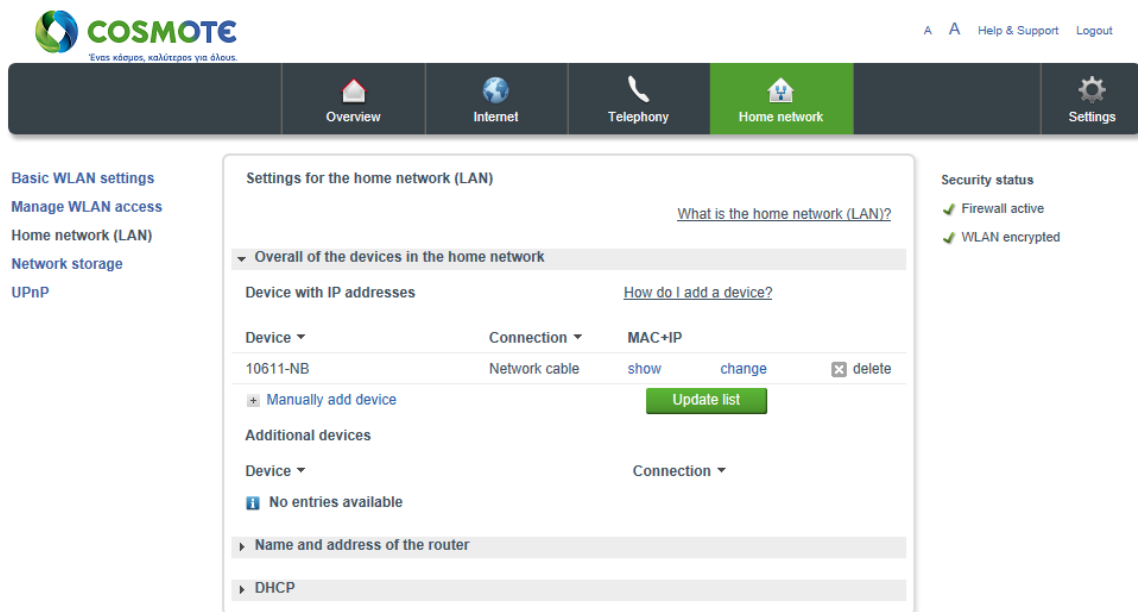 COSMOTE
Ένας κόσμος, καλύτερος για όλους.
A A Help & Support Logout
Overview Internet Telephony Home network Settings
Basic WLAN settings
Manage WLAN access
Home network (LAN)
Network storage
UPnP
Settings for the home network (LAN)
What is the home network (LAN)?
Overall of the devices in the home network
Device with IP addresses How do I add a device?
Device Connection MAC+IP
10611-NB Network cable show change delete
Manually add device Update list
Additional devices
Device Connection
No entries available
Name and address of the router
DHCP
Security status
Firewall active
WLAN encrypted